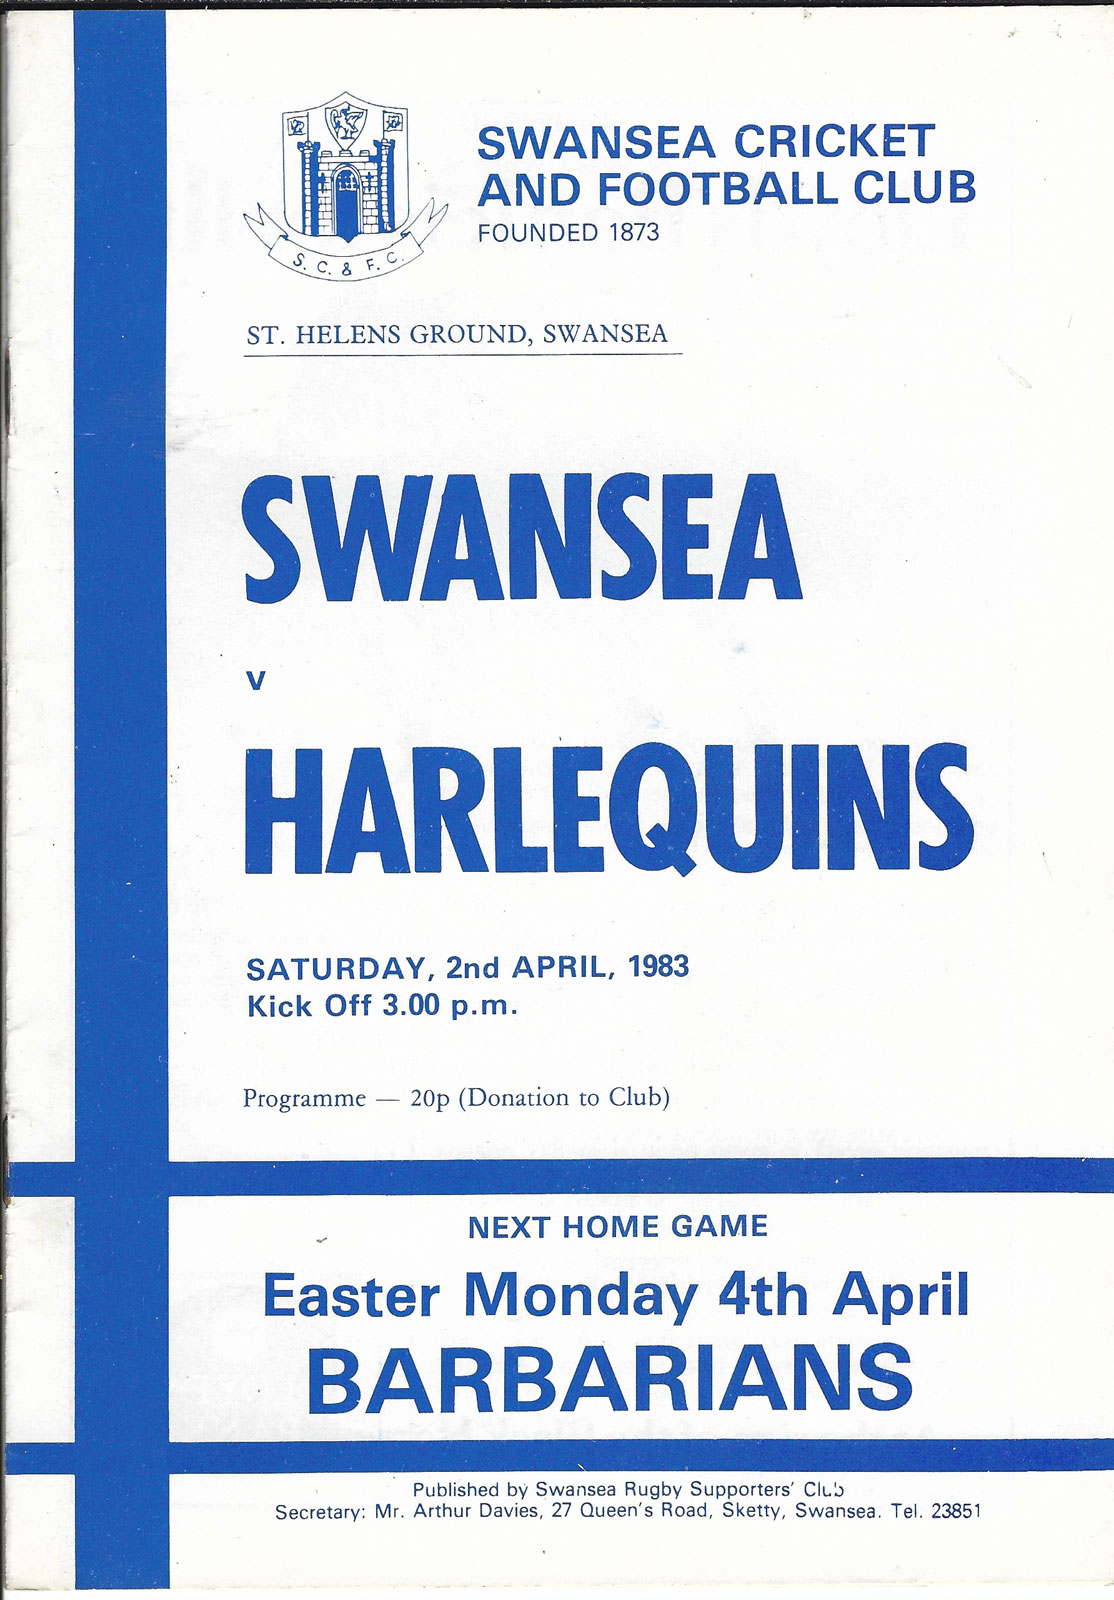 S. C. & F. C.
SWANSEA CRICKET
AND FOOTBALL CLUB
FOUNDED 1873
ST. HELENS GROUND, SWANSEA
SWANSEA
v
HARLEQUINS
SATURDAY, 2nd APRIL, 1983
Kick Off 3.00 p.m.
Programme — 20p (Donation to Club)
NEXT HOME GAME
Easter Monday 4th April
BARBARIANS
Published by Swansea Rugby Supporters' Club
Secretary: Mr. Arthur Davies, 27 Queen's Road, Sketty, Swansea. Tel. 23851